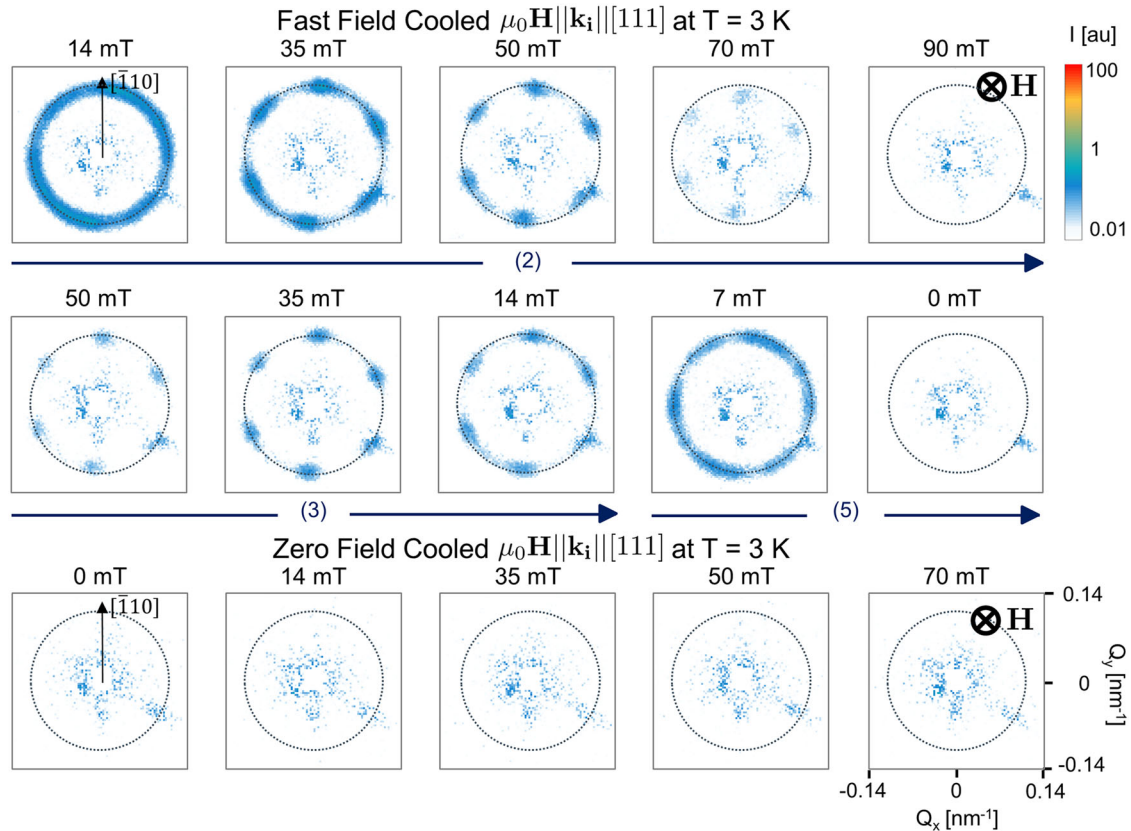 Fast Field Cooled μ₀H||kᵢ||[111] at T = 3 K
14 mT 35 mT 50 mT 70 mT 90 mT I [au]
[1̄10] H 100
1
0.01
(2)
50 mT 35 mT 14 mT 7 mT 0 mT
(3) (5)
Zero Field Cooled μ₀H||kᵢ||[111] at T = 3 K
0 mT 14 mT 35 mT 50 mT 70 mT
[1̄10] H 0.14
Q_y [nm⁻¹]
0
-0.14
-0.14 0 0.14
Q_x [nm⁻¹]